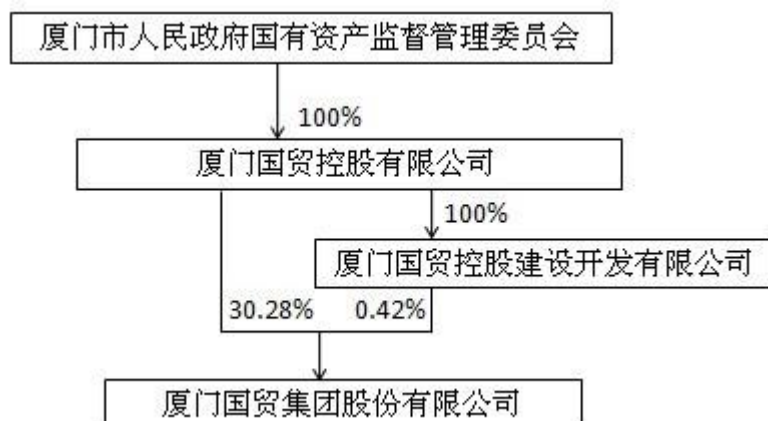 厦门市人民政府国有资产监督管理委员会
100%
厦门国贸控股有限公司
100%
厦门国贸控股建设开发有限公司
30.28%
0.42%
厦门国贸集团股份有限公司